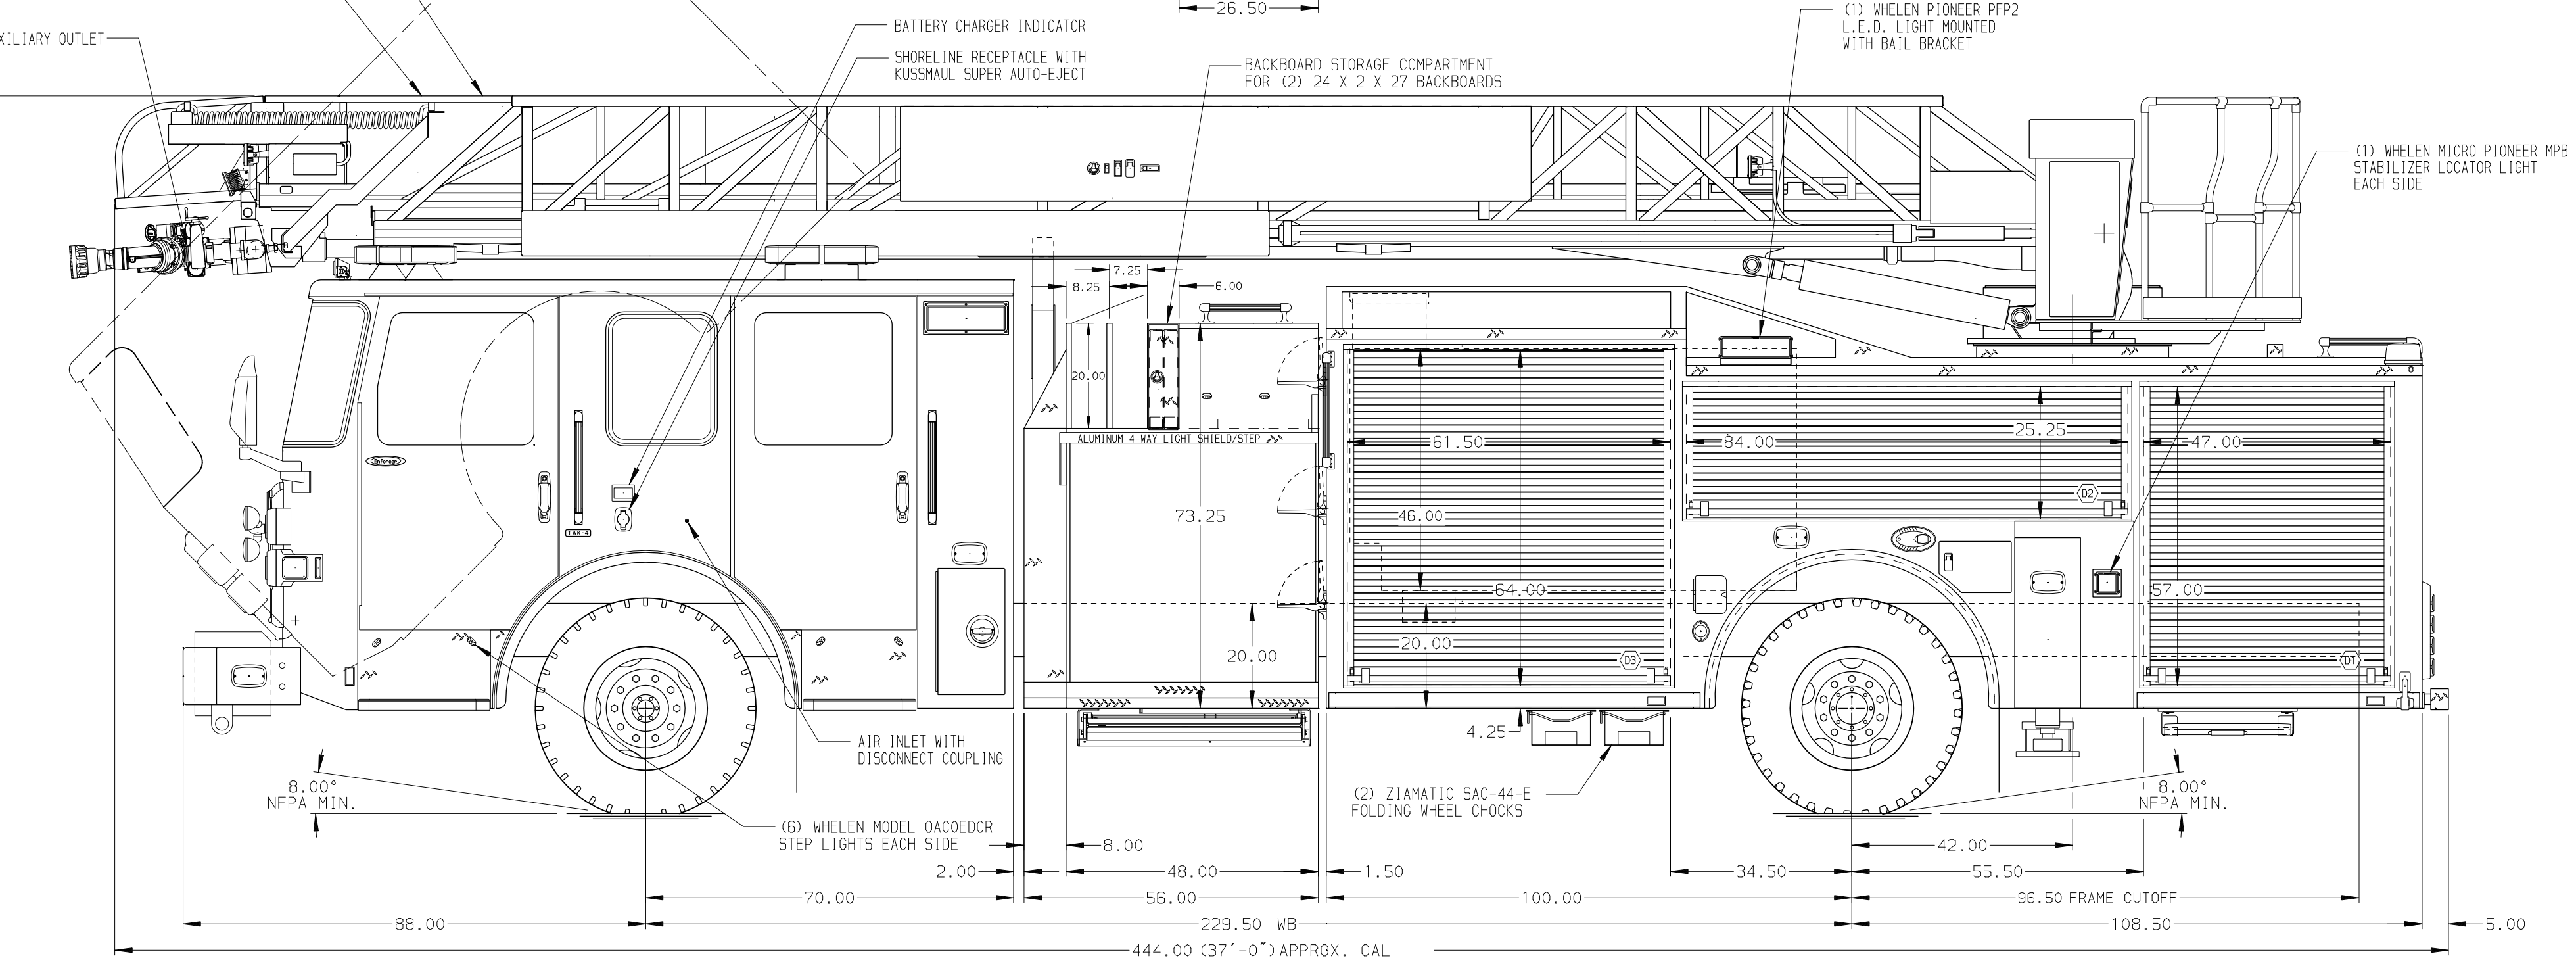 26.50
(1) WHELEN PIONEER PFP2
L.E.D. LIGHT MOUNTED
WITH BAIL BRACKET
BATTERY CHARGER INDICATOR
XILIARY OUTLET
SHORELINE RECEPTACLE WITH
KUSSMAUL SUPER AUTO-EJECT
BACKBOARD STORAGE COMPARTMENT
FOR (2) 24 X 2 X 27 BACKBOARDS
(1) WHELEN MICRO PIONEER MPB
STABILIZER LOCATOR LIGHT
EACH SIDE
7.25
8.25
6.00
20.00
ALUMINUM 4-WAY LIGHT SHIELD/STEP
61.50
84.00
25.25
47.00
Enforcer
D2
73.25
46.00
TAK-4
64.00
57.00
20.00
20.00
D3
D1
4.25
AIR INLET WITH
DISCONNECT COUPLING
8.00°
NFPA MIN.
(2) ZIAMATIC SAC-44-E
FOLDING WHEEL CHOCKS
8.00°
NFPA MIN.
(6) WHELEN MODEL OACOEDCR
STEP LIGHTS EACH SIDE
8.00
42.00
2.00
48.00
1.50
34.50
55.50
70.00
56.00
100.00
96.50 FRAME CUTOFF
88.00
229.50 WB
108.50
5.00
444.00 (37'-0") APPROX. OAL